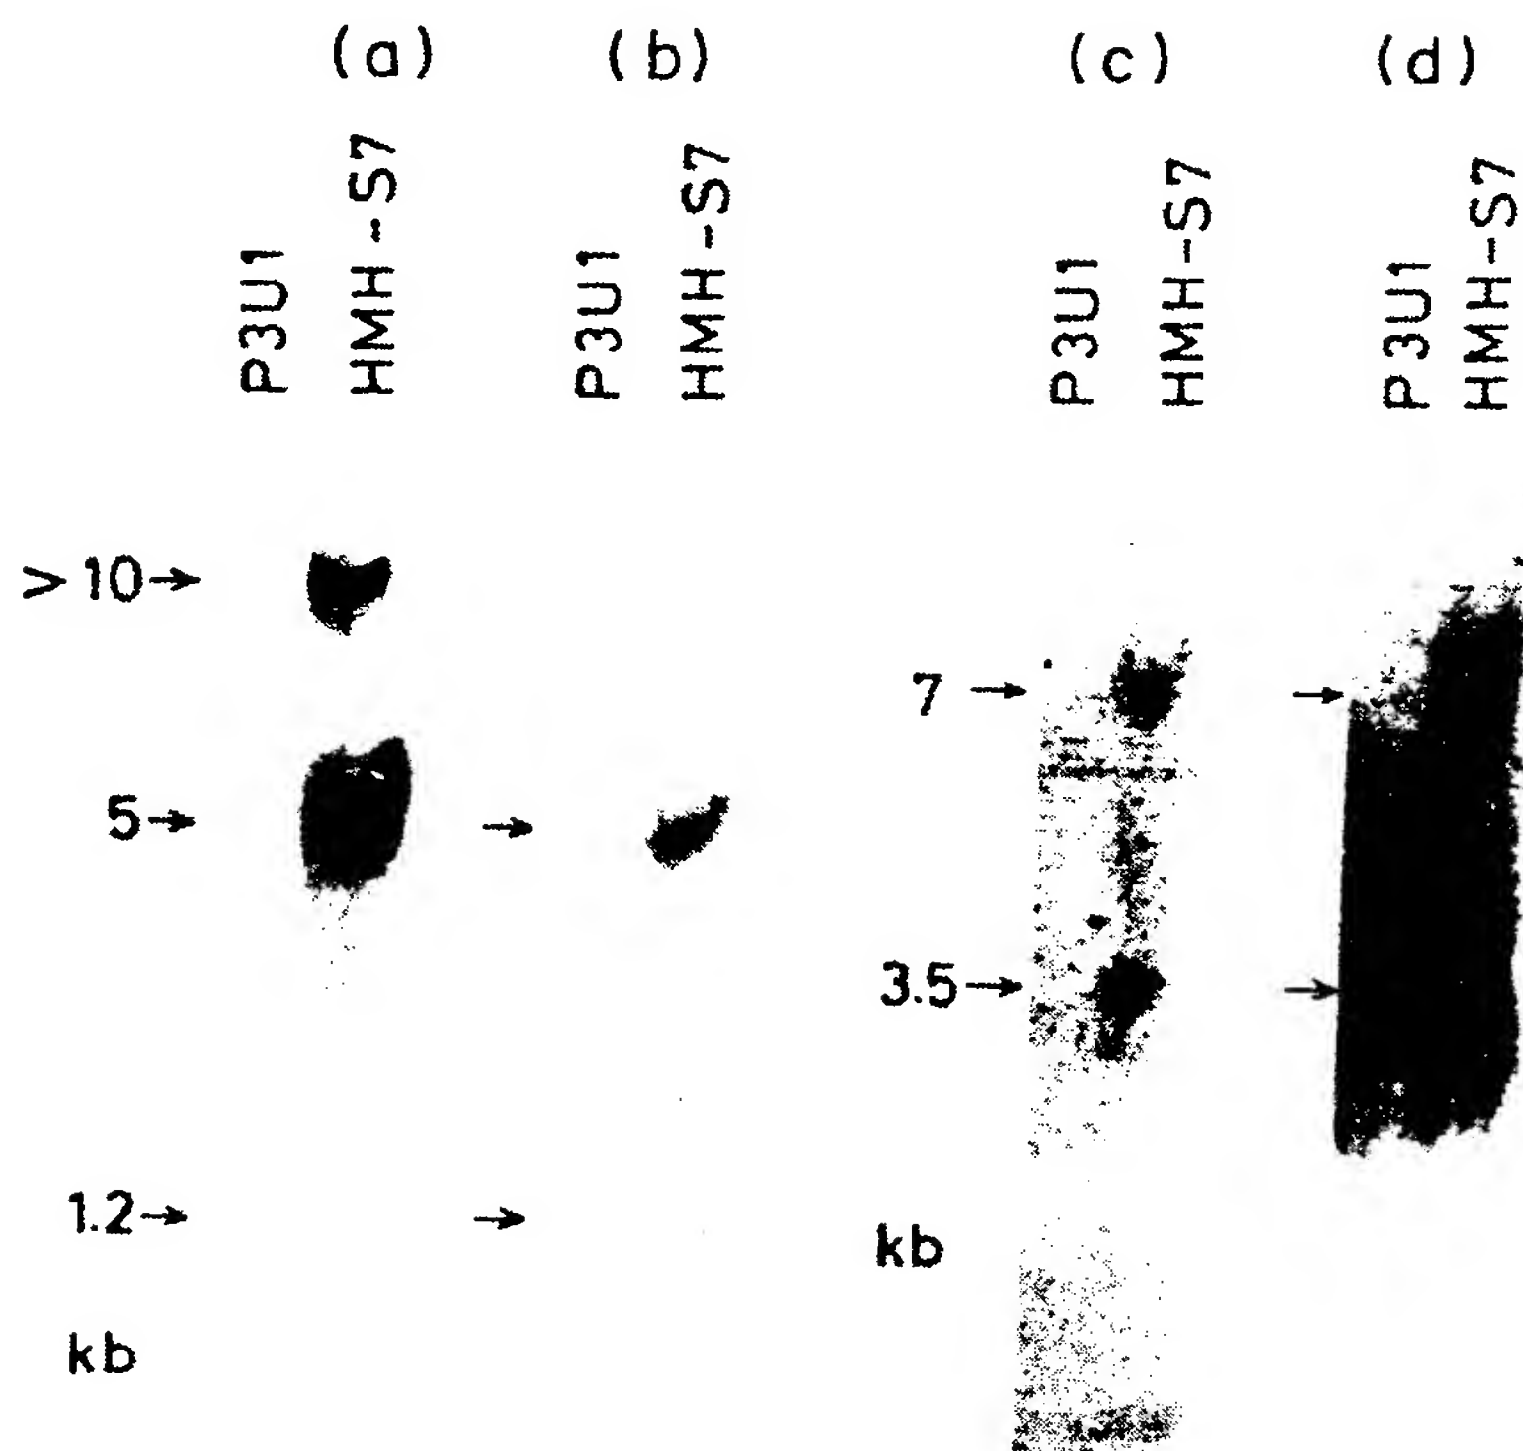 (a) (b) (c) (d)
P3U1 HMH-S7 P3U1 HMH-S7 P3U1 HMH-S7 P3U1 HMH-S7
>10→
7 →
5→
3.5→
1.2→
kb
kb